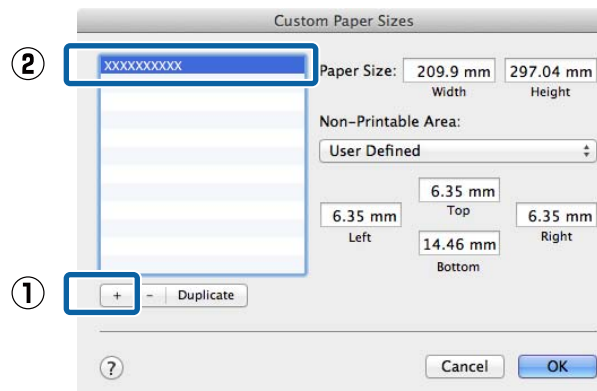 Custom Paper Sizes
② XXXXXXXXXX
Paper Size: 209.9 mm 297.04 mm
Width Height
Non-Printable Area:
User Defined
6.35 mm
Top
6.35 mm 6.35 mm
Left Right
14.46 mm
Bottom
① + - Duplicate
? Cancel OK